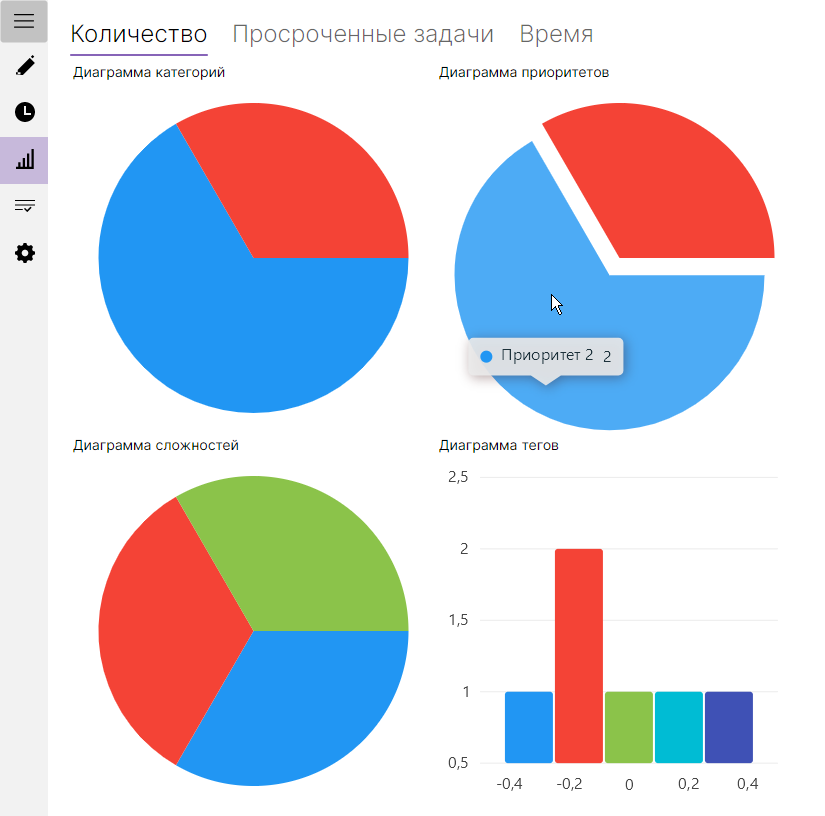 Количество Просроченные задачи Время
Диаграмма категорий Диаграмма приоритетов
Приоритет 2 2
Диаграмма сложностей Диаграмма тегов
2,5
2
1,5
1
0,5
-0,4 -0,2 0 0,2 0,4